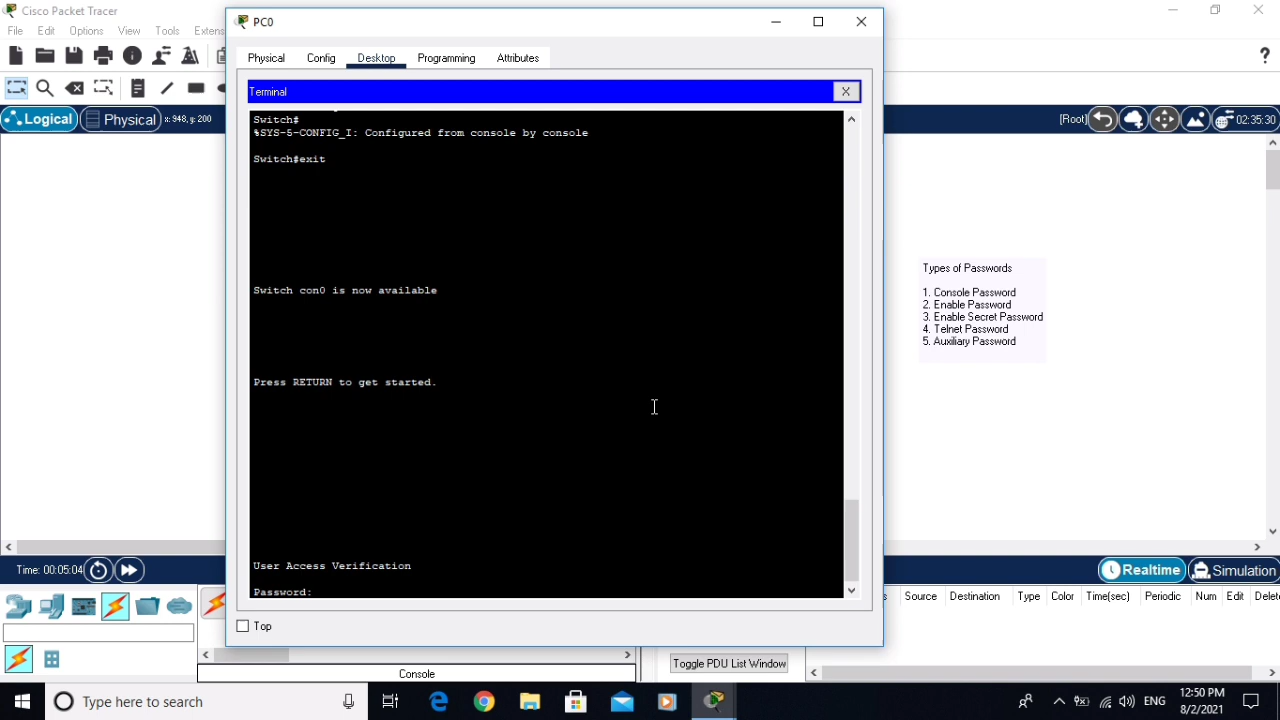 Cisco Packet Tracer
File Edit Options View Tools Extens
PC0
Physical Config Desktop Programming Attributes
Terminal
X
Logical Physical x: 948, y: 200
[Root] 02:35:30
Switch#
%SYS-5-CONFIG_I: Configured from console by console
Switch#exit
Switch con0 is now available
Press RETURN to get started.
User Access Verification
Password:
Types of Passwords
1. Console Password
2. Enable Password
3. Enable Secret Password
4. Telnet Password
5. Auxiliary Password
Top
Time: 00:05:04
Realtime Simulation
Source Destination Type Color Time(sec) Periodic Num Edit Delete
Toggle PDU List Window
Console
Type here to search
ENG
12:50 PM
8/2/2021